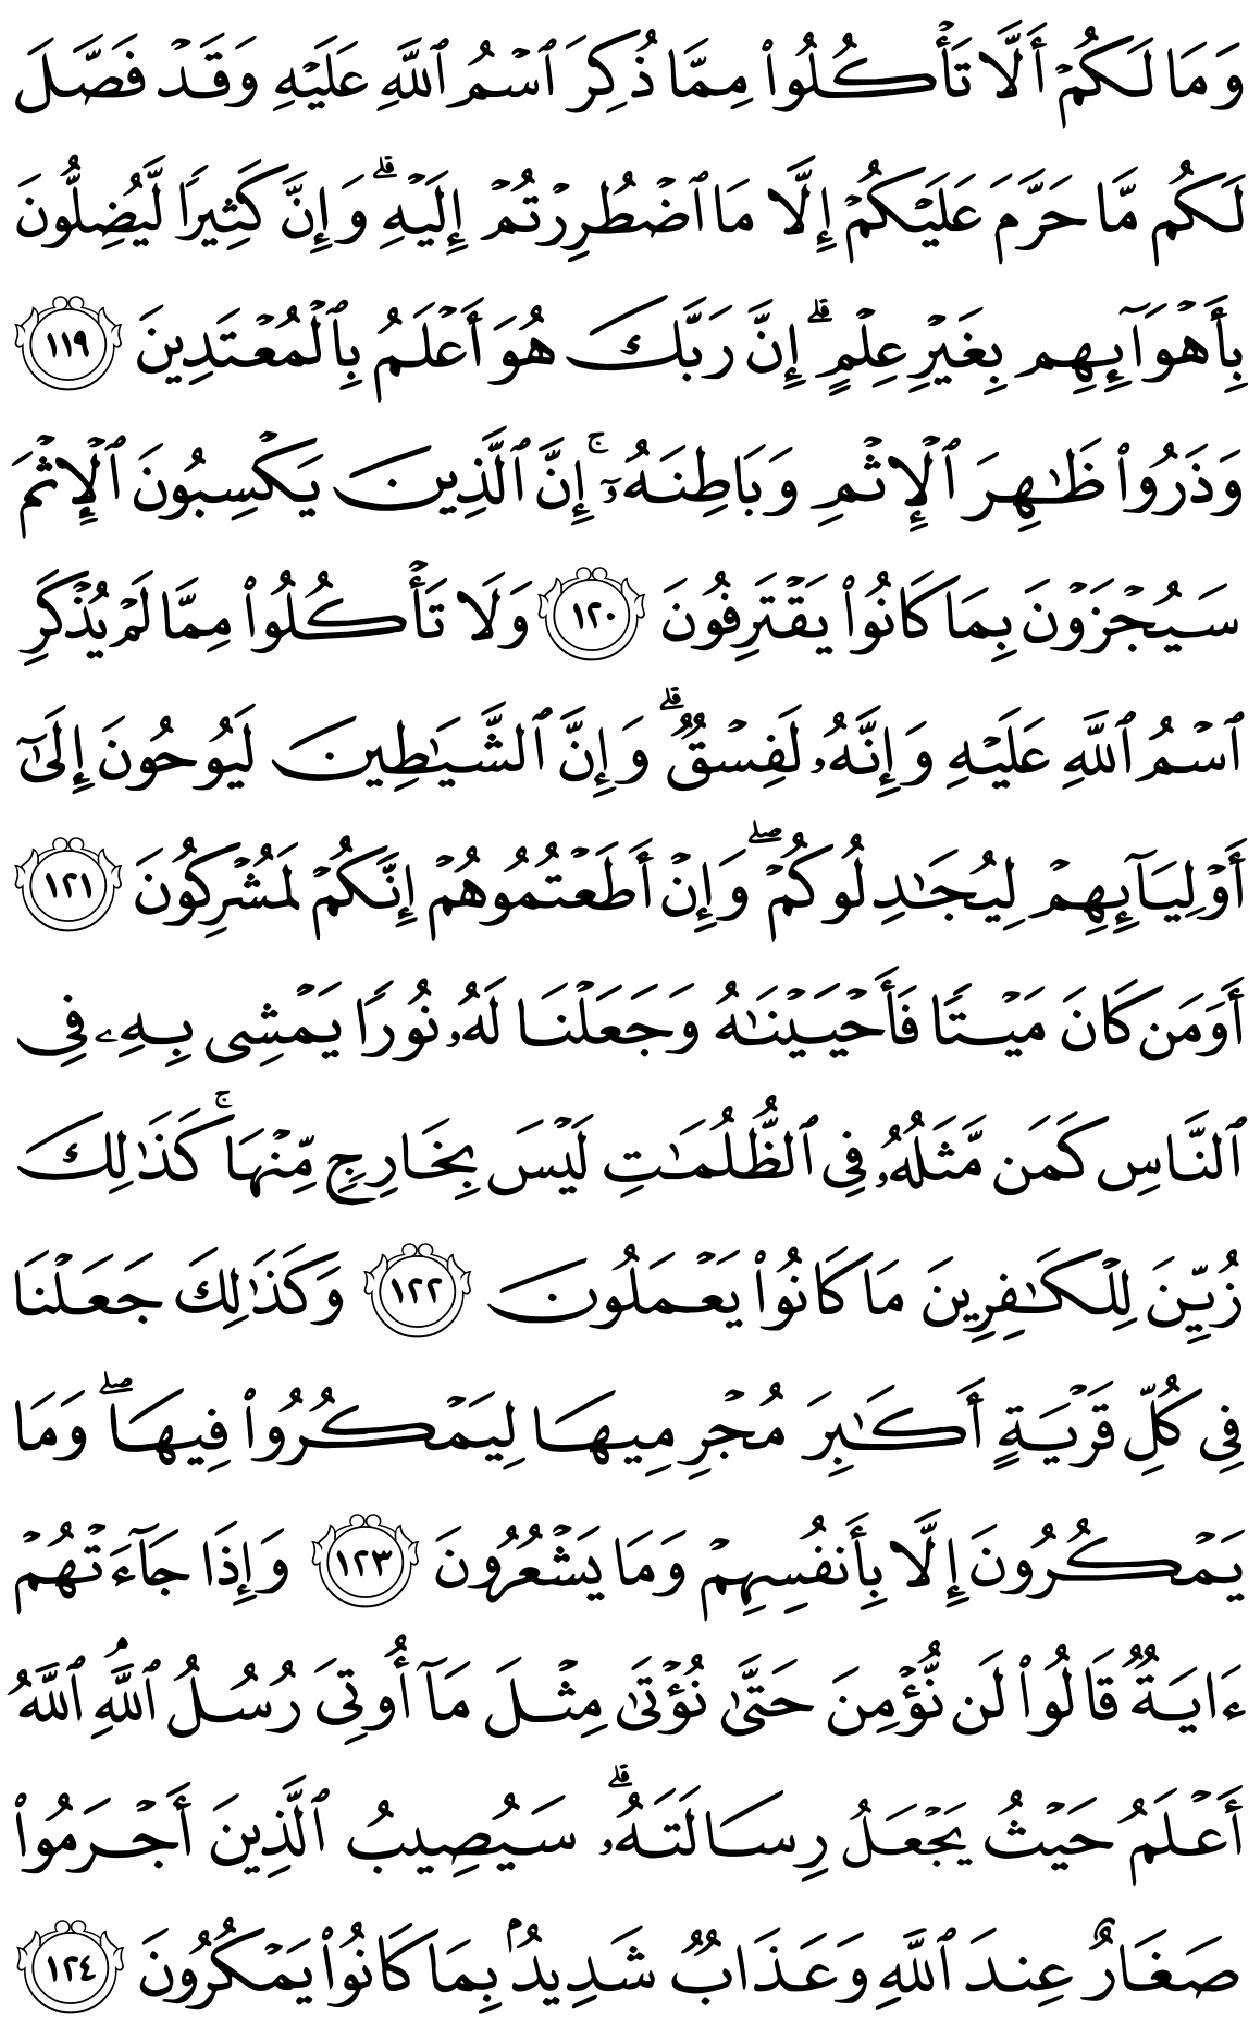 وَمَا لَكُمْ أَلَّا تَأْكُلُوا۟ مِمَّا ذُكِرَ ٱسْمُ ٱللَّهِ عَلَيْهِ وَقَدْ فَصَّلَ
لَكُم مَّا حَرَّمَ عَلَيْكُمْ إِلَّا مَا ٱضْطُرِرْتُمْ إِلَيْهِ ۗ وَإِنَّ كَثِيرًا لَّيُضِلُّونَ
بِأَهْوَآئِهِم بِغَيْرِ عِلْمٍ ۗ إِنَّ رَبَّكَ هُوَ أَعْلَمُ بِٱلْمُعْتَدِينَ ١١٩
وَذَرُوا۟ ظَـٰهِرَ ٱلْإِثْمِ وَبَاطِنَهُۥٓ ۚ إِنَّ ٱلَّذِينَ يَكْسِبُونَ ٱلْإِثْمَ
سَيُجْزَوْنَ بِمَا كَانُوا۟ يَقْتَرِفُونَ ١٢٠ وَلَا تَأْكُلُوا۟ مِمَّا لَمْ يُذْكَرِ
ٱسْمُ ٱللَّهِ عَلَيْهِ وَإِنَّهُۥ لَفِسْقٌ ۗ وَإِنَّ ٱلشَّيَـٰطِينَ لَيُوحُونَ إِلَىٰٓ
أَوْلِيَآئِهِمْ لِيُجَـٰدِلُوكُمْ ۖ وَإِنْ أَطَعْتُمُوهُمْ إِنَّكُمْ لَمُشْرِكُونَ ١٢١
أَوَمَن كَانَ مَيْتًا فَأَحْيَيْنَـٰهُ وَجَعَلْنَا لَهُۥ نُورًا يَمْشِى بِهِۦ فِى
ٱلنَّاسِ كَمَن مَّثَلُهُۥ فِى ٱلظُّلُمَـٰتِ لَيْسَ بِخَارِجٍ مِّنْهَا ۚ كَذَٰلِكَ
زُيِّنَ لِلْكَـٰفِرِينَ مَا كَانُوا۟ يَعْمَلُونَ ١٢٢ وَكَذَٰلِكَ جَعَلْنَا
فِى كُلِّ قَرْيَةٍ أَكَـٰبِرَ مُجْرِمِيهَا لِيَمْكُرُوا۟ فِيهَا ۖ وَمَا
يَمْكُرُونَ إِلَّا بِأَنفُسِهِمْ وَمَا يَشْعُرُونَ ١٢٣ وَإِذَا جَآءَتْهُمْ
ءَايَةٌ قَالُوا۟ لَن نُّؤْمِنَ حَتَّىٰ نُؤْتَىٰ مِثْلَ مَآ أُوتِىَ رُسُلُ ٱللَّهِ ۘ ٱللَّهُ
أَعْلَمُ حَيْثُ يَجْعَلُ رِسَالَتَهُۥ ۗ سَيُصِيبُ ٱلَّذِينَ أَجْرَمُوا۟
صَغَارٌ عِندَ ٱللَّهِ وَعَذَابٌ شَدِيدٌۢ بِمَا كَانُوا۟ يَمْكُرُونَ ١٢٤